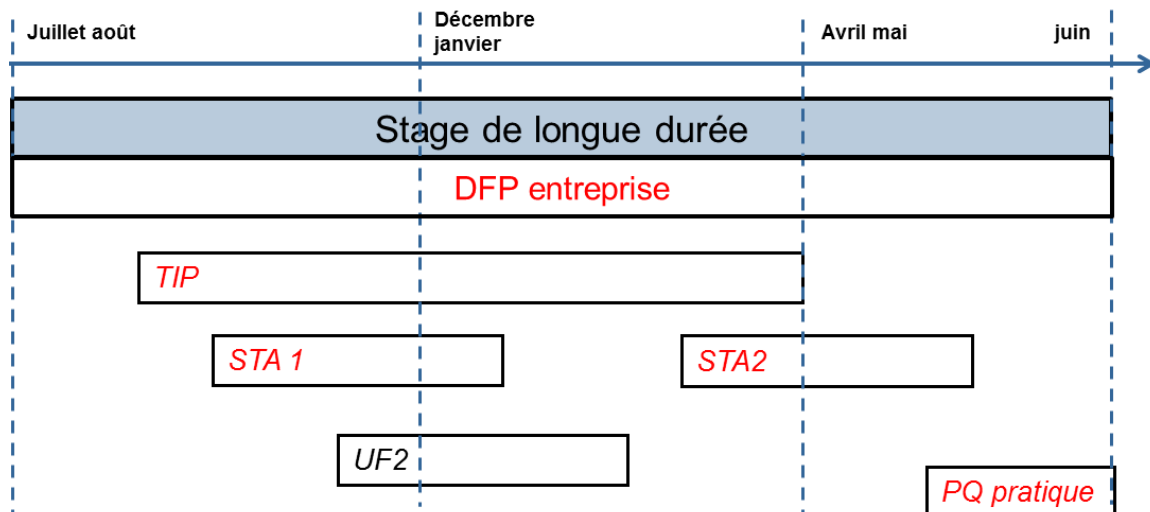 Juillet août
Décembre
janvier
Avril mai
juin
Stage de longue durée
DFP entreprise
TIP
STA 1
STA2
UF2
PQ pratique